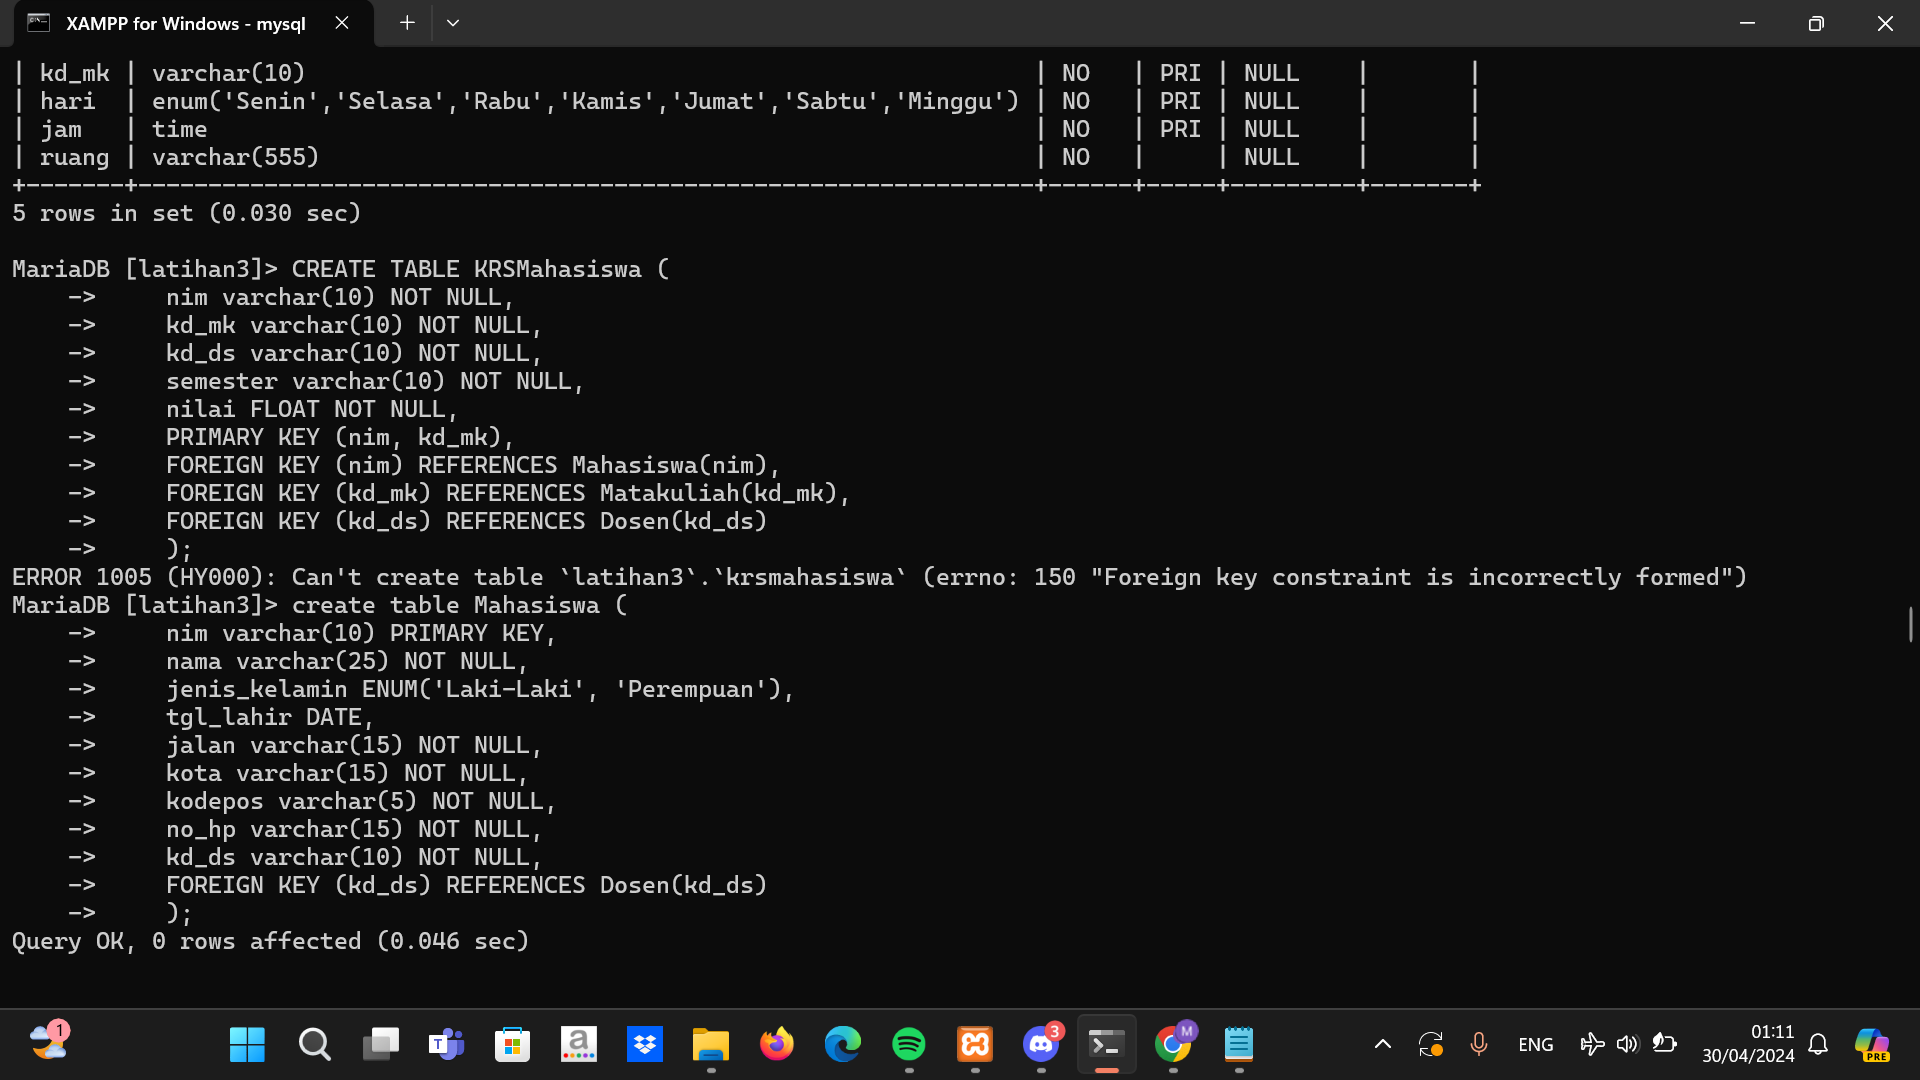 XAMPP for Windows - mysql
| kd_mk | varchar(10)                                                    | NO   | PRI | NULL    |       |
| hari  | enum('Senin','Selasa','Rabu','Kamis','Jumat','Sabtu','Minggu') | NO   | PRI | NULL    |       |
| jam   | time                                                           | NO   | PRI | NULL    |       |
| ruang | varchar(555)                                                   | NO   |     | NULL    |       |
+-------+----------------------------------------------------------------+------+-----+---------+-------+
5 rows in set (0.030 sec)
MariaDB [latihan3]> CREATE TABLE KRSMahasiswa (
    ->     nim varchar(10) NOT NULL,
    ->     kd_mk varchar(10) NOT NULL,
    ->     kd_ds varchar(10) NOT NULL,
    ->     semester varchar(10) NOT NULL,
    ->     nilai FLOAT NOT NULL,
    ->     PRIMARY KEY (nim, kd_mk),
    ->     FOREIGN KEY (nim) REFERENCES Mahasiswa(nim),
    ->     FOREIGN KEY (kd_mk) REFERENCES Matakuliah(kd_mk),
    ->     FOREIGN KEY (kd_ds) REFERENCES Dosen(kd_ds)
    ->     );
ERROR 1005 (HY000): Can't create table `latihan3`.`krsmahasiswa` (errno: 150 "Foreign key constraint is incorrectly formed")
MariaDB [latihan3]> create table Mahasiswa (
    ->     nim varchar(10) PRIMARY KEY,
    ->     nama varchar(25) NOT NULL,
    ->     jenis_kelamin ENUM('Laki-Laki', 'Perempuan'),
    ->     tgl_lahir DATE,
    ->     jalan varchar(15) NOT NULL,
    ->     kota varchar(15) NOT NULL,
    ->     kodepos varchar(5) NOT NULL,
    ->     no_hp varchar(15) NOT NULL,
    ->     kd_ds varchar(10) NOT NULL,
    ->     FOREIGN KEY (kd_ds) REFERENCES Dosen(kd_ds)
    ->     );
Query OK, 0 rows affected (0.046 sec)
1
T
a
3
M
ENG
01:11
30/04/2024
PRE